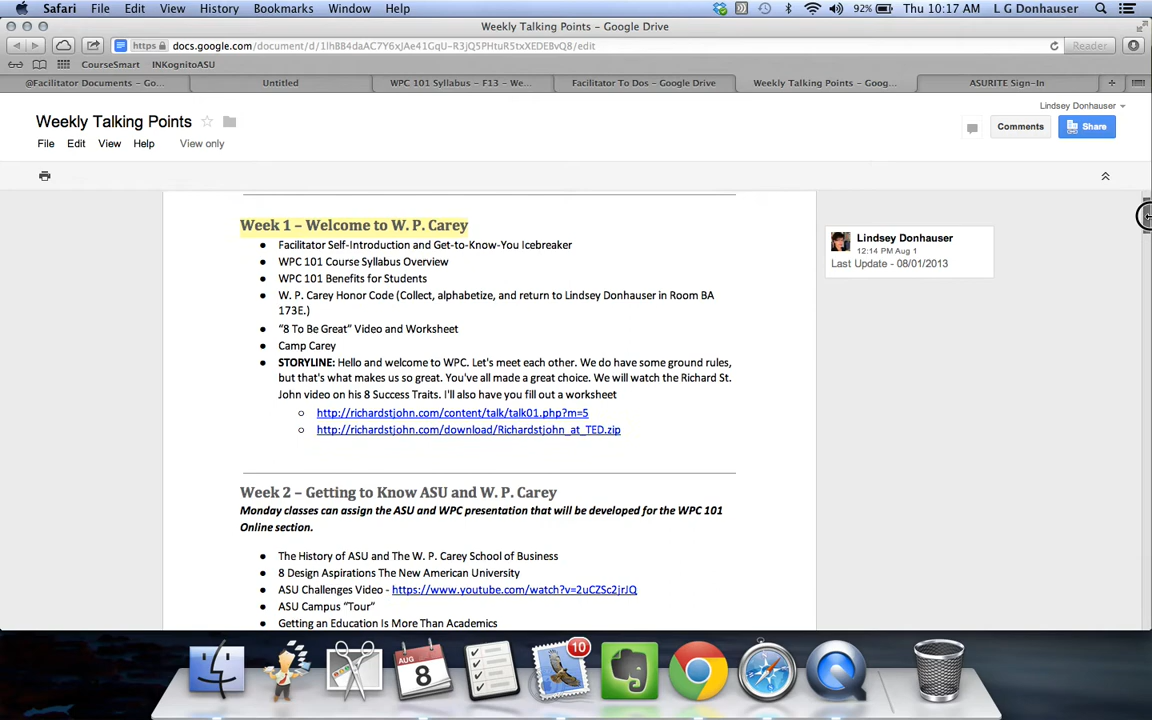 Safari File Edit View History Bookmarks Window Help 92% Thu 10:17 AM L G Donhauser
Weekly Talking Points – Google Drive
https docs.google.com/document/d/ /edit Reader
CourseSmart INKognitoASU
@Facilitator Documents – Go... Untitled WPC 101 Syllabus – F13 – We... Facilitator To Dos – Google Drive Weekly Talking Points – Goog... ASURITE Sign-In
Lindsey Donhauser
Weekly Talking Points
Comments Share
File Edit View Help View only
Week 1 – Welcome to W. P. Carey
• Facilitator Self-Introduction and Get-to-Know-You Icebreaker
• WPC 101 Course Syllabus Overview
• WPC 101 Benefits for Students
• W. P. Carey Honor Code (Collect, alphabetize, and return to Lindsey Donhauser in Room BA
173E.)
• “8 To Be Great” Video and Worksheet
• Camp Carey
• STORYLINE: Hello and welcome to WPC. Let's meet each other. We do have some ground rules,
but that's what makes us so great. You've all made a great choice. We will watch the Richard St.
John video on his 8 Success Traits. I'll also have you fill out a worksheet
○ http://richardstjohn.com/content/talk/talk01.php?m=5
○ http://richardstjohn.com/download/Richardstjohn_at_TED.zip
Lindsey Donhauser
12:14 PM Aug 1
Last Update - 08/01/2013
Week 2 – Getting to Know ASU and W. P. Carey
Monday classes can assign the ASU and WPC presentation that will be developed for the WPC 101
Online section.
• The History of ASU and The W. P. Carey School of Business
• 8 Design Aspirations The New American University
• ASU Challenges Video - https://www.youtube.com/watch?v=2uCZSc2jrJQ
• ASU Campus “Tour”
• Getting an Education Is More Than Academics
AUG
8
10